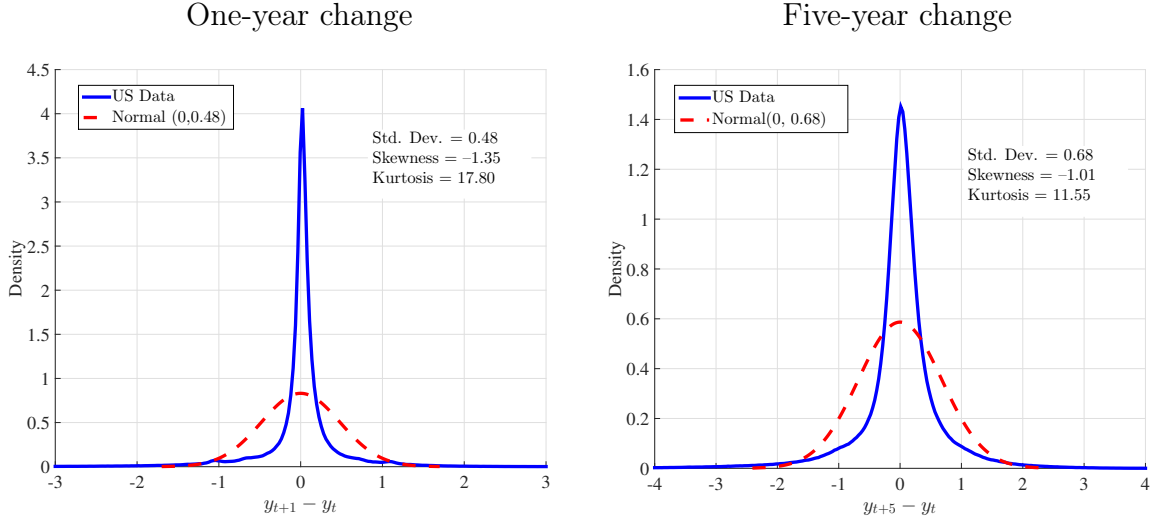 One-year change
4.5
4
3.5
3
2.5
2
1.5
1
0.5
0
Density
US Data
Normal (0,0.48)
Std. Dev. = 0.48
Skewness = –1.35
Kurtosis = 17.80
-3
-2
-1
0
1
2
3
y_{t+1} − y_t
Five-year change
1.6
1.4
1.2
1
0.8
0.6
0.4
0.2
0
Density
US Data
Normal(0, 0.68)
Std. Dev. = 0.68
Skewness = –1.01
Kurtosis = 11.55
-4
-3
-2
-1
0
1
2
3
4
y_{t+5} − y_t